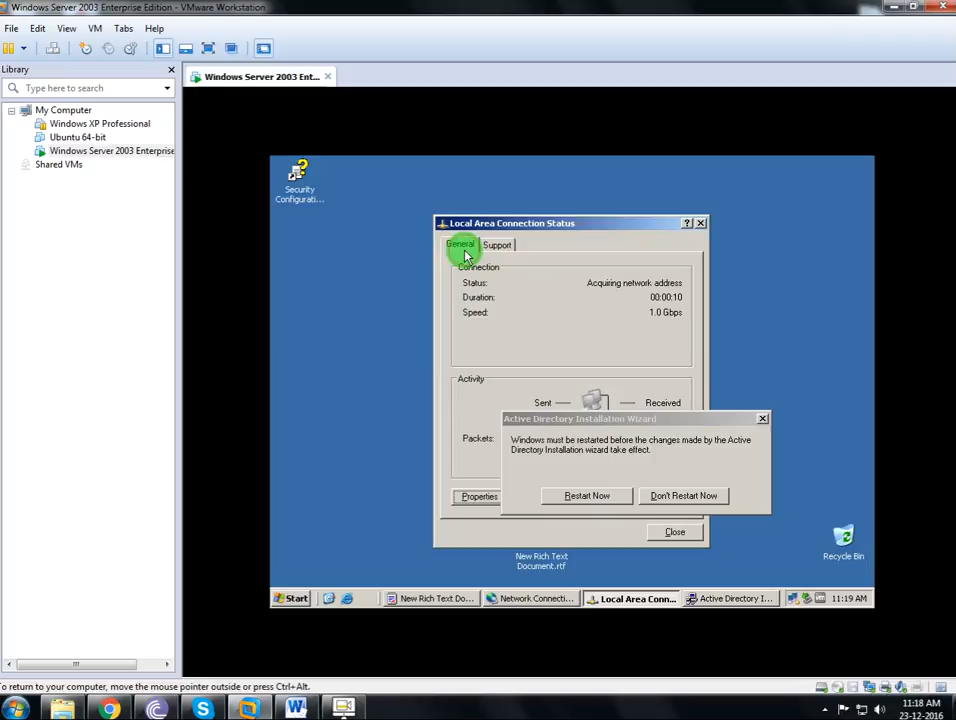 Windows Server 2003 Enterprise Edition - VMware Workstation
File Edit View VM Tabs Help
Library
Type here to search
My Computer
Windows XP Professional
Ubuntu 64-bit
Windows Server 2003 Enterprise
Shared VMs
Windows Server 2003 Ent...
Security
Configurati...
Local Area Connection Status
General Support
Connection
Status: Acquiring network address
Duration: 00:00:10
Speed: 1.0 Gbps
Activity
Sent Received
Packets:
Active Directory Installation Wizard
Windows must be restarted before the changes made by the Active
Directory Installation wizard take effect.
Restart Now Don't Restart Now
Properties
Close
New Rich Text
Document.rtf
Recycle Bin
Start New Rich Text Do... Network Connecti... Local Area Conn... Active Directory I... 11:19 AM
To return to your computer, move the mouse pointer outside or press Ctrl+Alt.
11:18 AM
23-12-2016